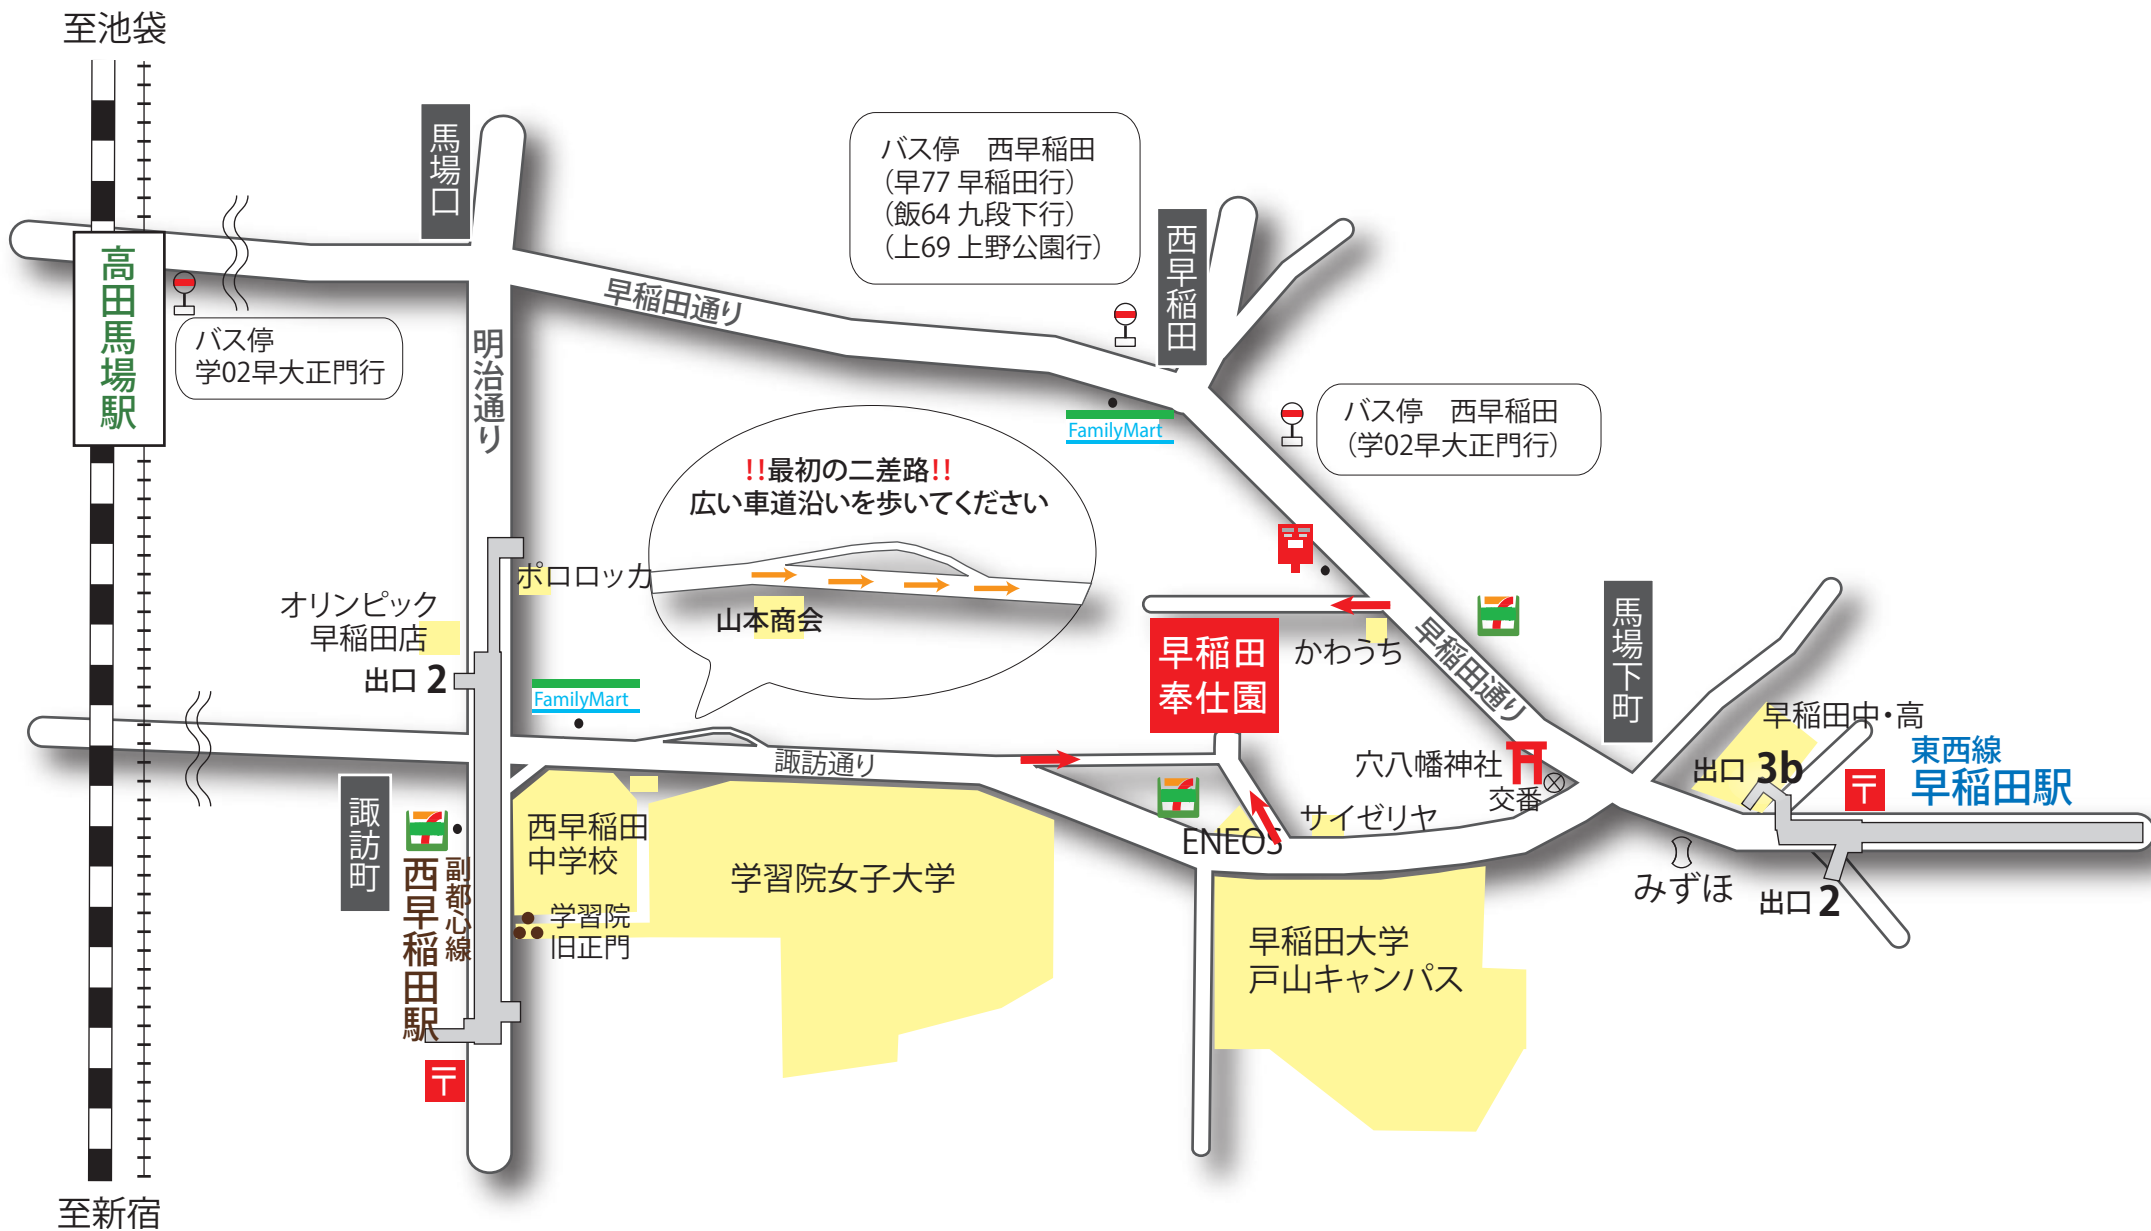 至池袋
馬場口
バス停　西早稲田
（早77 早稲田行）
（飯64 九段下行）
（上69 上野公園行）
西早稲田
高田馬場駅
バス停
学02早大正門行
早稲田通り
明治通り
バス停　西早稲田
（学02早大正門行）
FamilyMart
!!最初の二差路!!
広い車道沿いを歩いてください
山本商会
ポロロッカ
オリンピック
早稲田店
出口 2
FamilyMart
早稲田
奉仕園
かわうち
早稲田通り
馬場下町
早稲田中・高
出口 3b
〒
東西線
早稲田駅
穴八幡神社
交番
諏訪通り
サイゼリヤ
ENEOS
諏訪町
西早稲田
中学校
学習院女子大学
副都心線
西早稲田駅
学習院
旧正門
みずほ
出口 2
早稲田大学
戸山キャンパス
〒
至新宿